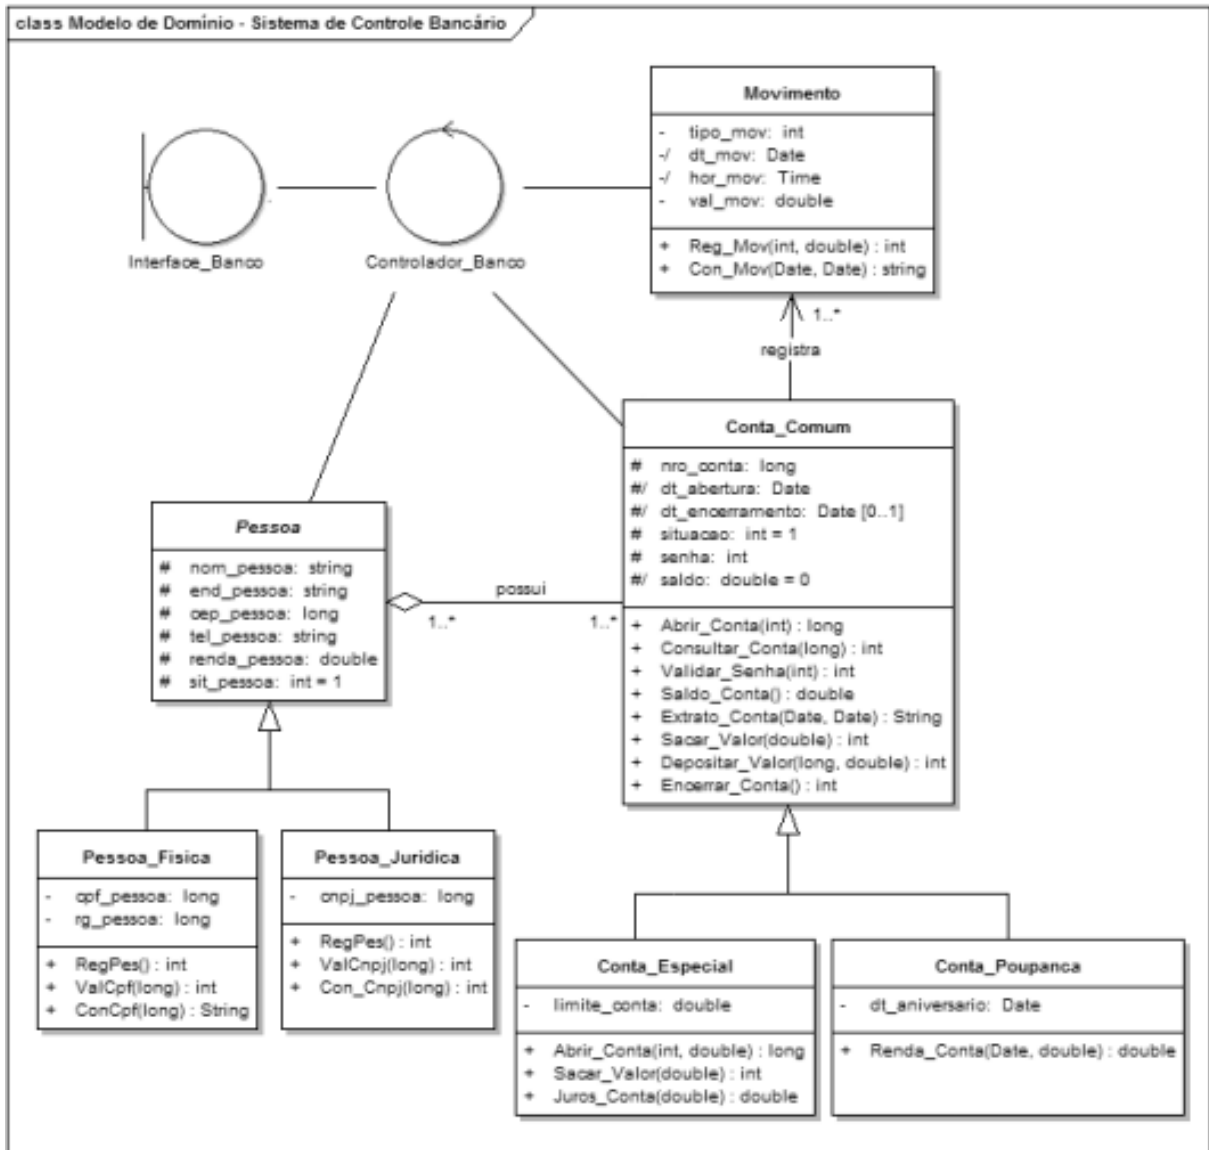 class Modelo de Domínio - Sistema de Controle Bancário
Movimento
- tipo_mov: int
-/ dt_mov: Date
-/ hor_mov: Time
- val_mov: double
+ Reg_Mov(int, double) : int
+ Con_Mov(Date, Date) : string
Interface_Banco
Controlador_Banco
1..*
registra
Conta_Comum
# nro_conta: long
#/ dt_abertura: Date
#/ dt_encerramento: Date [0..1]
# situacao: int = 1
# senha: int
#/ saldo: double = 0
+ Abrir_Conta(int) : long
+ Consultar_Conta(long) : int
+ Validar_Senha(int) : int
+ Saldo_Conta() : double
+ Extrato_Conta(Date, Date) : String
+ Sacar_Valor(double) : int
+ Depositar_Valor(long, double) : int
+ Encerrar_Conta() : int
Pessoa
# nom_pessoa: string
# end_pessoa: string
# cep_pessoa: long
# tel_pessoa: string
# renda_pessoa: double
# sit_pessoa: int = 1
possui
1..*
1..*
Pessoa_Fisica
- cpf_pessoa: long
- rg_pessoa: long
+ RegPes() : int
+ ValCpf(long) : int
+ ConCpf(long) : String
Pessoa_Juridica
- cnpj_pessoa: long
+ RegPes() : int
+ ValCnpj(long) : int
+ Con_Cnpj(long) : int
Conta_Especial
- limite_conta: double
+ Abrir_Conta(int, double) : long
+ Sacar_Valor(double) : int
+ Juros_Conta(double) : double
Conta_Poupanca
- dt_aniversario: Date
+ Renda_Conta(Date, double) : double